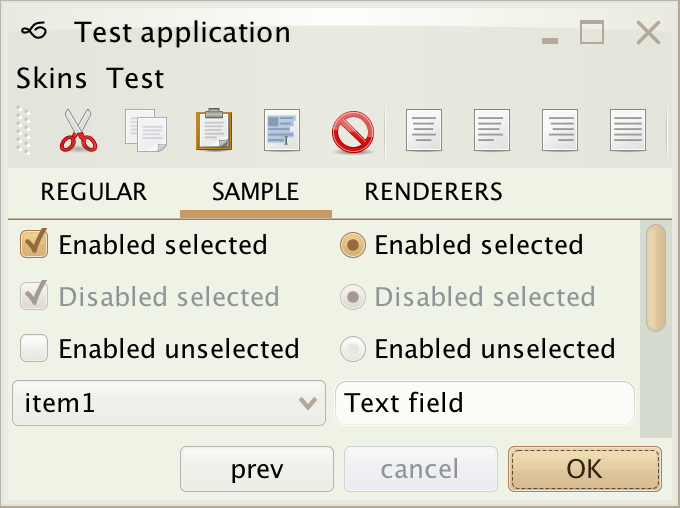 Test application
Skins Test
REGULAR SAMPLE RENDERERS
Enabled selected Enabled selected
Disabled selected Disabled selected
Enabled unselected Enabled unselected
item1 Text field
prev cancel OK